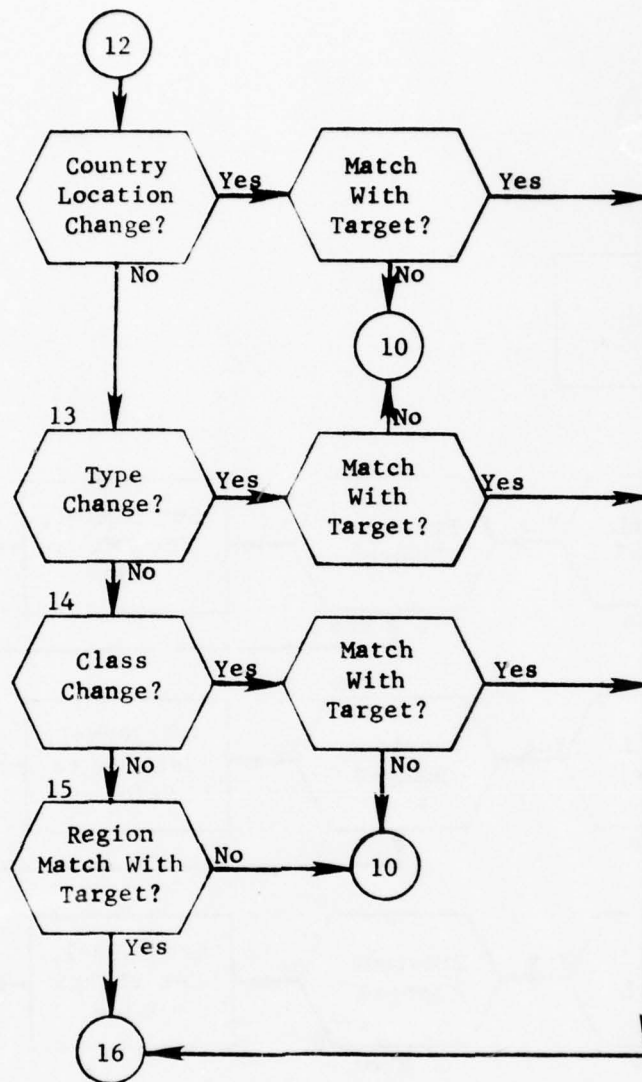 12
Country
Location
Change?
Yes
Match
With
Target?
Yes
No
No
10
13
Type
Change?
Yes
Match
With
Target?
No
Yes
No
14
Class
Change?
Yes
Match
With
Target?
Yes
No
No
15
Region
Match With
Target?
No
10
Yes
16